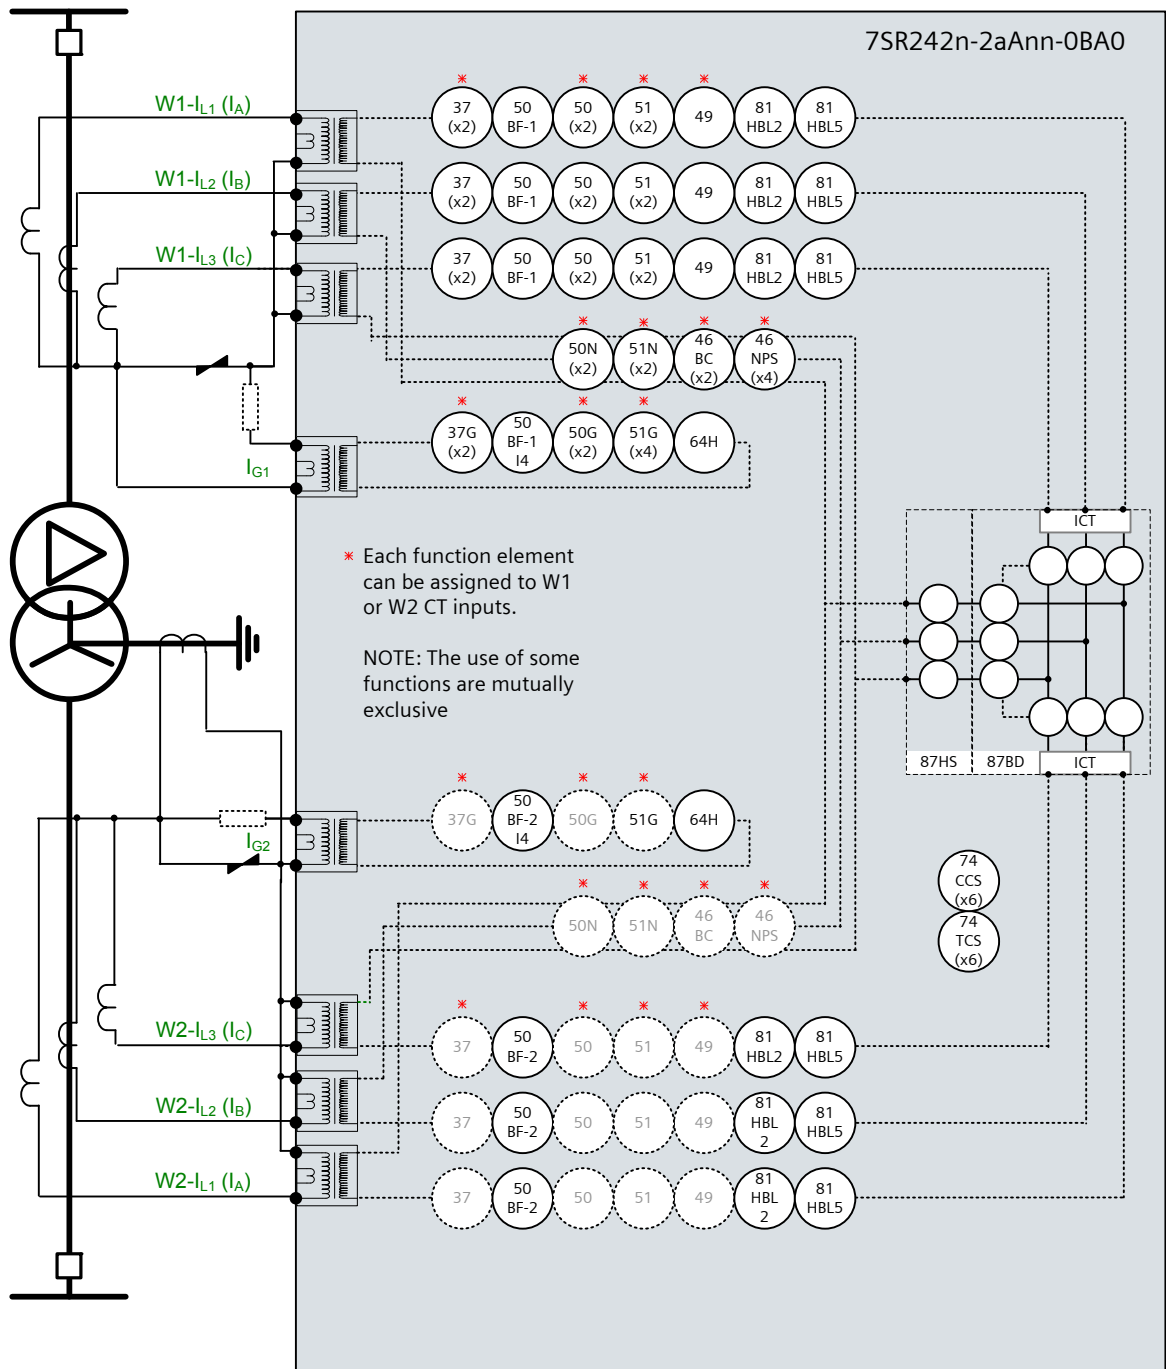 7SR242n-2aAnn-0BA0
W1-IL1 (IA)
37 (x2)
50 BF-1
50 (x2)
51 (x2)
49
81 HBL2
81 HBL5
W1-IL2 (IB)
37 (x2)
50 BF-1
50 (x2)
51 (x2)
49
81 HBL2
81 HBL5
W1-IL3 (IC)
37 (x2)
50 BF-1
50 (x2)
51 (x2)
49
81 HBL2
81 HBL5
50N (x2)
51N (x2)
46 BC (x2)
46 NPS (x4)
IG1
37G (x2)
50 BF-1 I4
50G (x2)
51G (x4)
64H
ICT
* Each function element
can be assigned to W1
or W2 CT inputs.
NOTE: The use of some
functions are mutually
exclusive
87HS
87BD
ICT
IG2
37G
50 BF-2 I4
50G
51G
64H
74 CCS (x6)
74 TCS (x6)
50N
51N
46 BC
46 NPS
W2-IL3 (IC)
37
50 BF-2
50
51
49
81 HBL2
81 HBL5
W2-IL2 (IB)
37
50 BF-2
50
51
49
81 HBL 2
81 HBL5
W2-IL1 (IA)
37
50 BF-2
50
51
49
81 HBL 2
81 HBL5